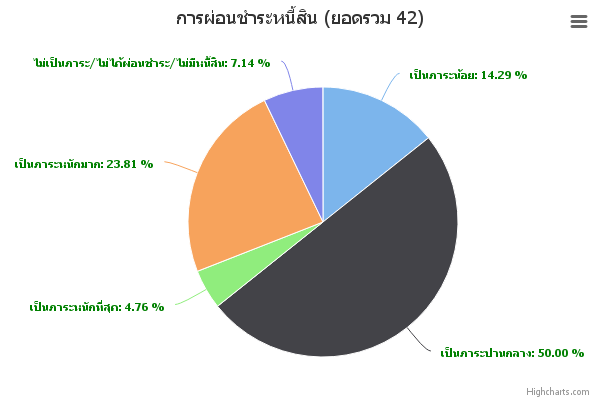 การผ่อนชำระหนี้สิน (ยอดรวม 42)
ไม่เป็นภาระ/ไม่ได้ผ่อนชำระ/ไม่มีหนี้สิน: 7.14 %
เป็นภาระน้อย: 14.29 %
เป็นภาระหนักมาก: 23.81 %
เป็นภาระหนักที่สุด: 4.76 %
เป็นภาระปานกลาง: 50.00 %
Highcharts.com